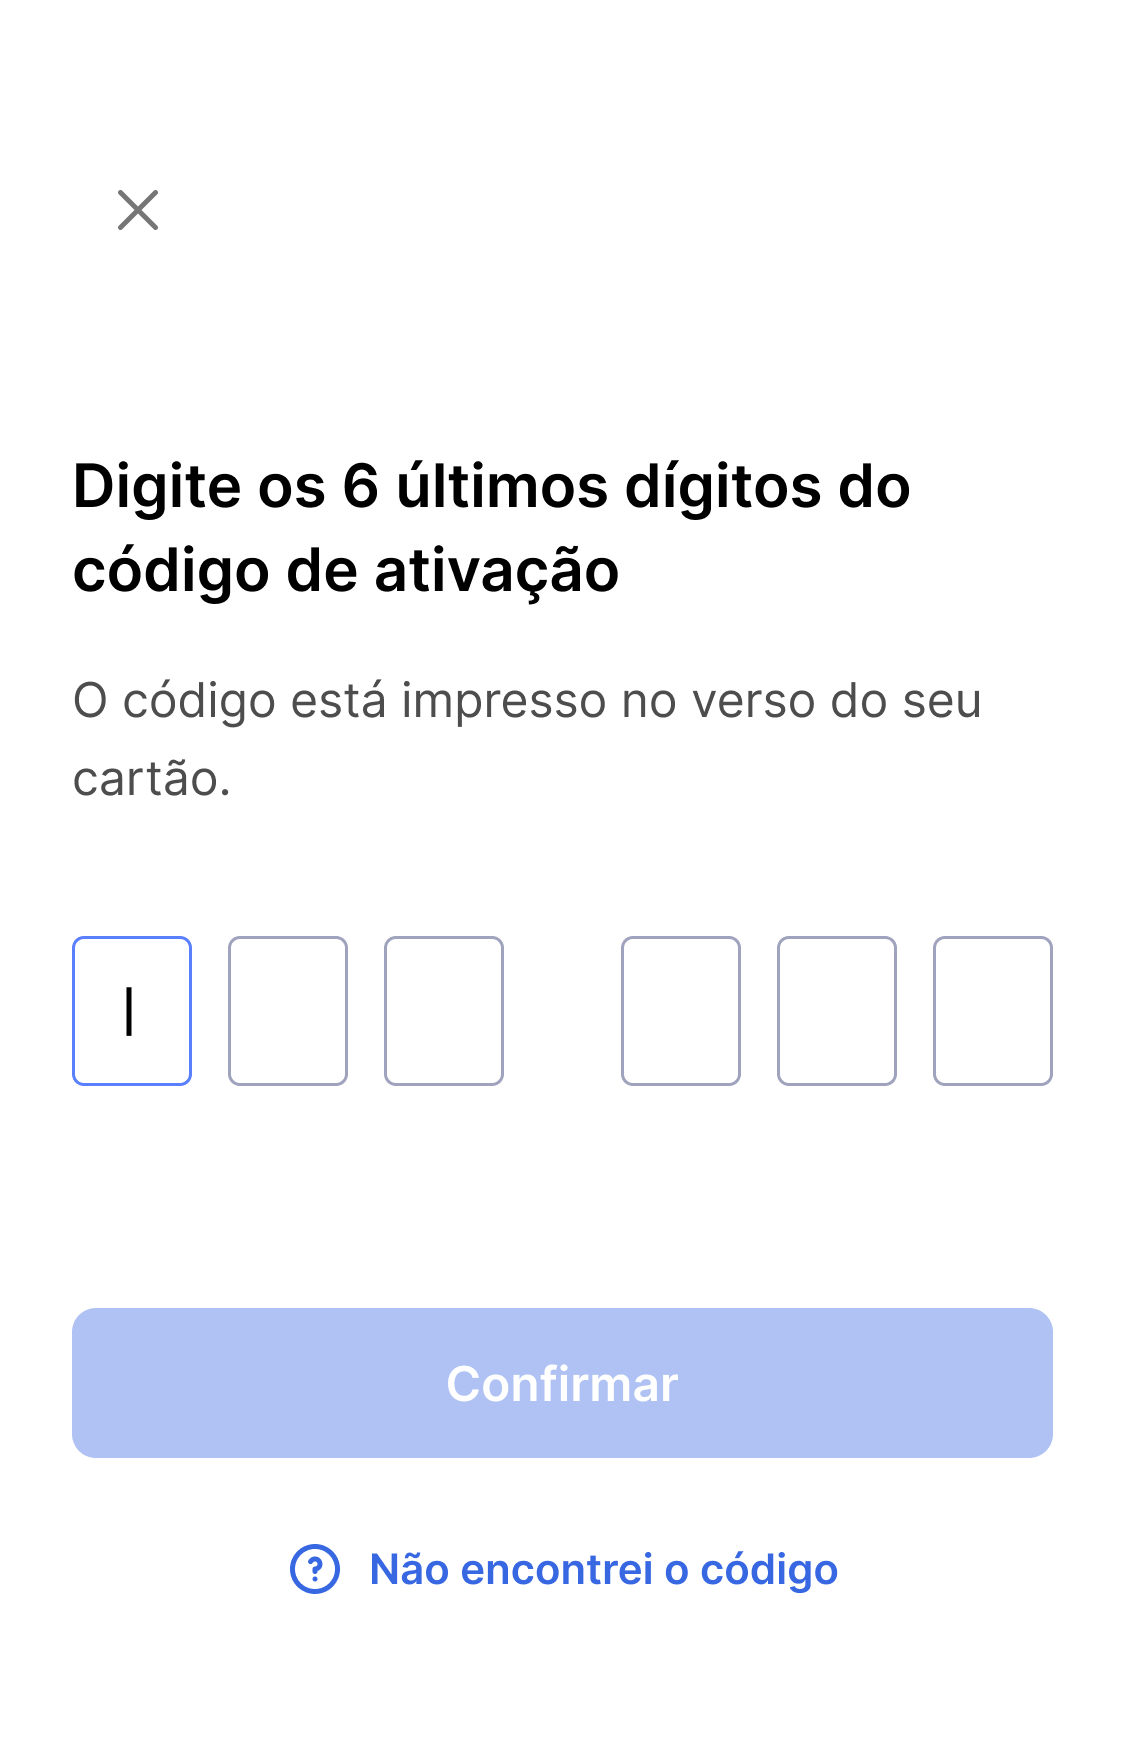 Digite os 6 últimos dígitos do
código de ativação
O código está impresso no verso do seu
cartão.
Confirmar
Não encontrei o código